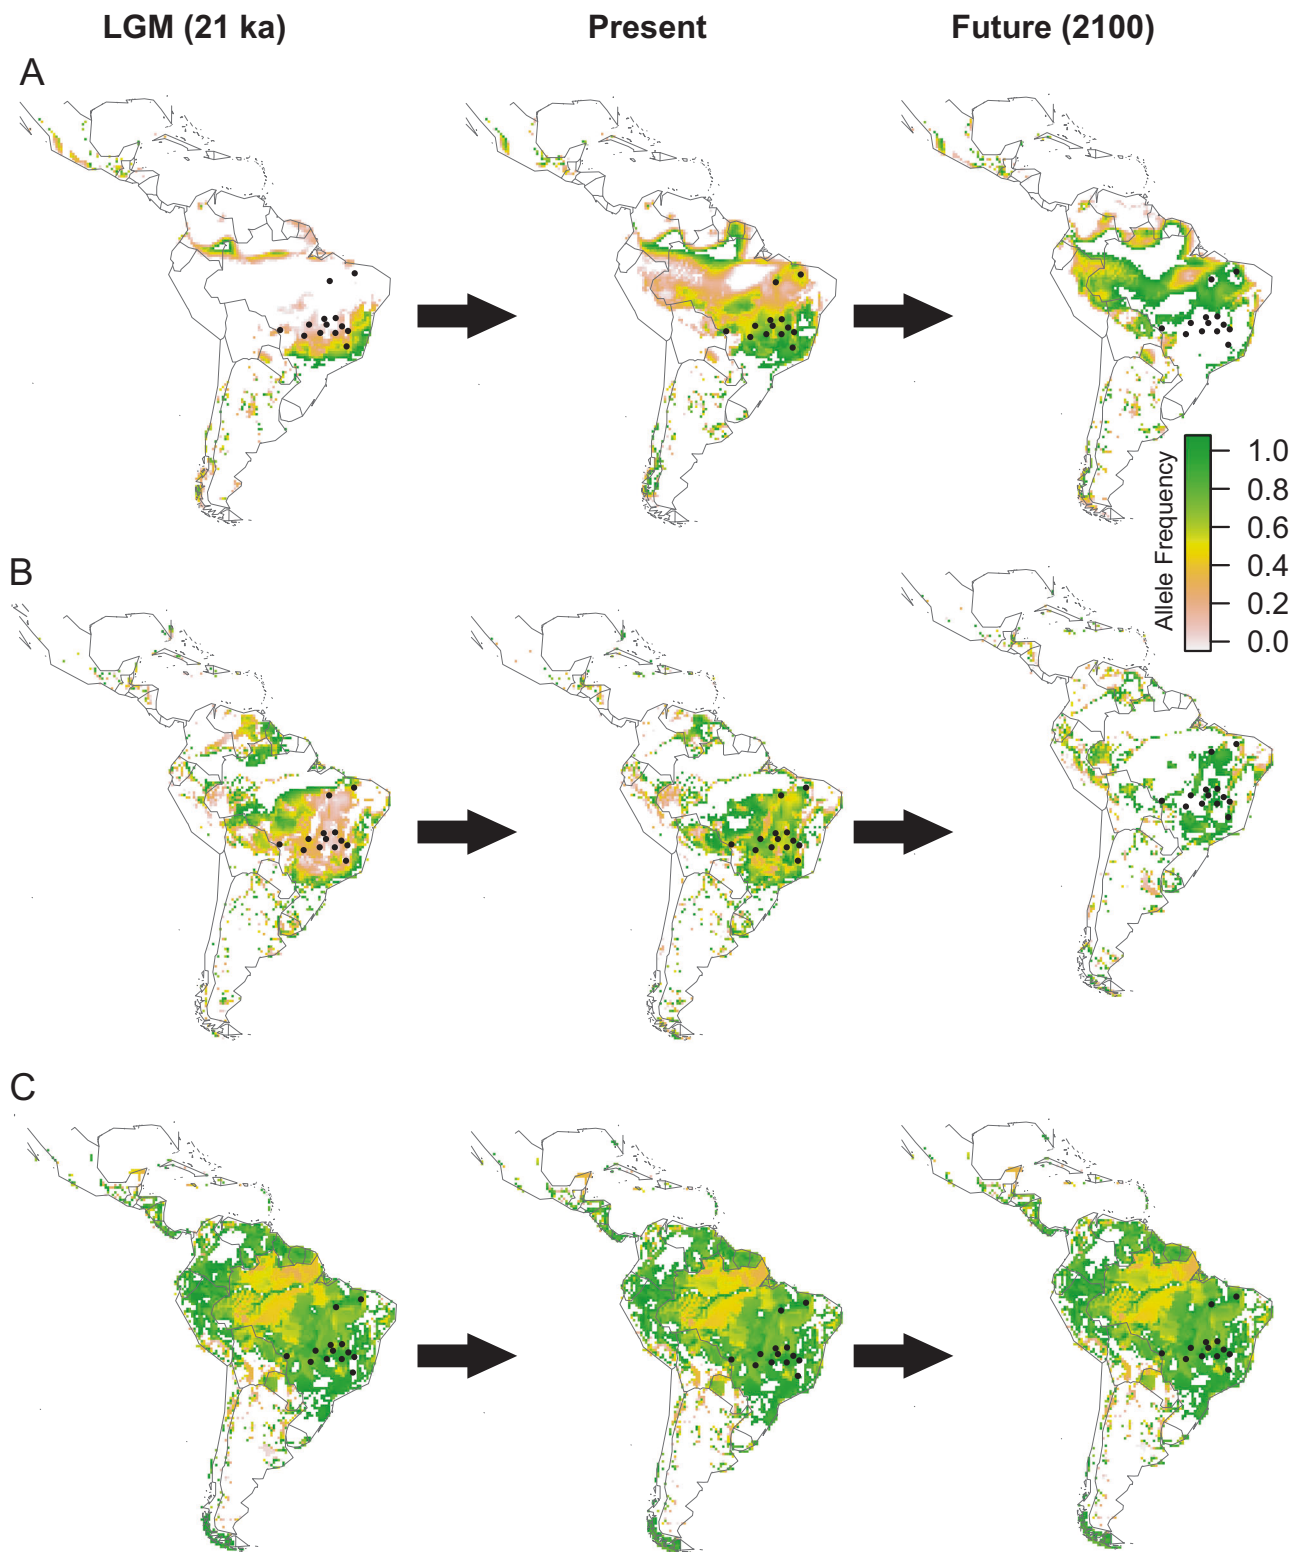 LGM (21 ka)
Present
Future (2100)
A
Allele Frequency
1.0
0.8
0.6
0.4
0.2
0.0
B
C